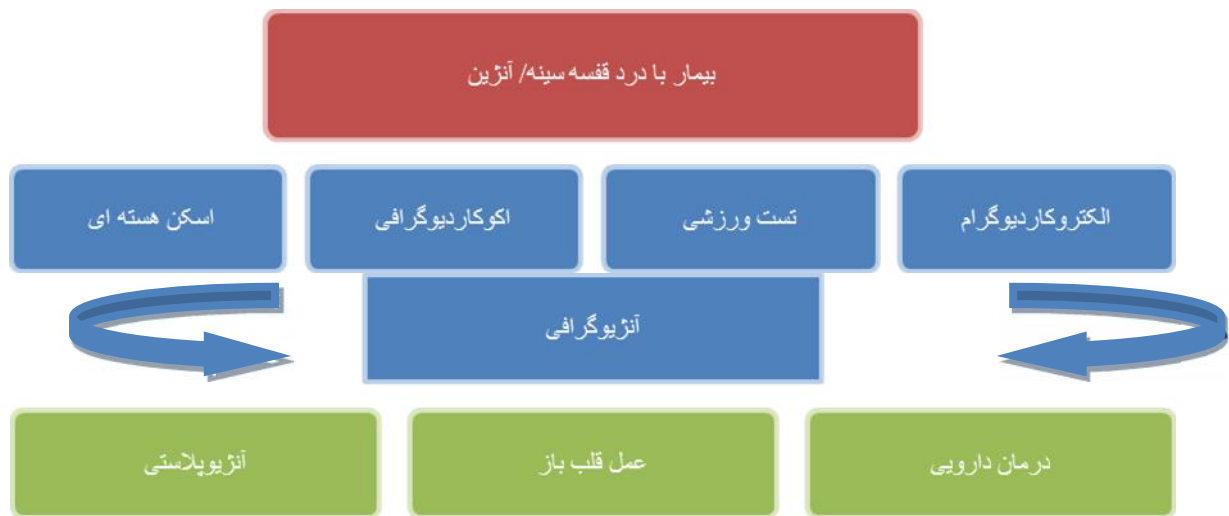 بیمار با درد قفسه سینه/ آنژین
الکتروکاردیوگرام
تست ورزشی
اکوکاردیوگرافی
اسکن هسته ای
آنژیوگرافی
درمان دارویی
عمل قلب باز
آنژیوپلاستی